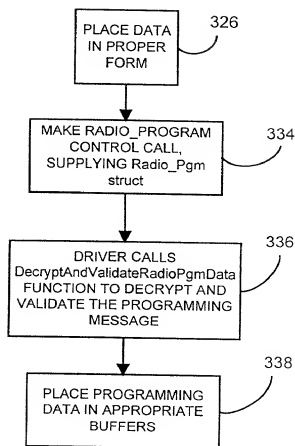 PLACE DATA
IN PROPER
FORM
326
MAKE RADIO_PROGRAM
CONTROL CALL,
SUPPLYING Radio_Pgm
struct
334
DRIVER CALLS
DecryptAndValidateRadioPgmData
FUNCTION TO DECRYPT AND
VALIDATE THE PROGRAMMING
MESSAGE
336
PLACE PROGRAMMING
DATA IN APPROPRIATE
BUFFERS
338